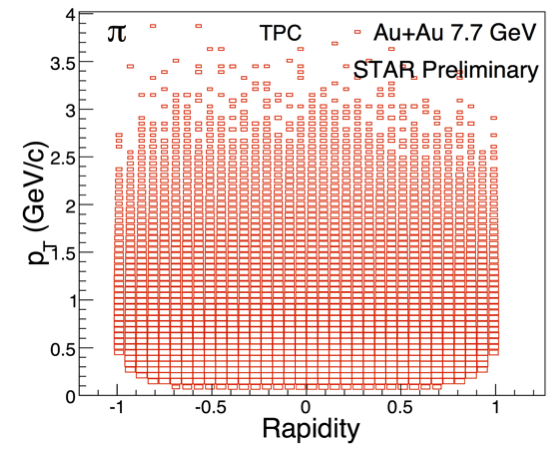 π TPC Au+Au 7.7 GeV
STAR Preliminary
p_T (GeV/c)
4
3.5
3
2.5
2
1.5
1
0.5
0
-1 -0.5 0 0.5 1
Rapidity